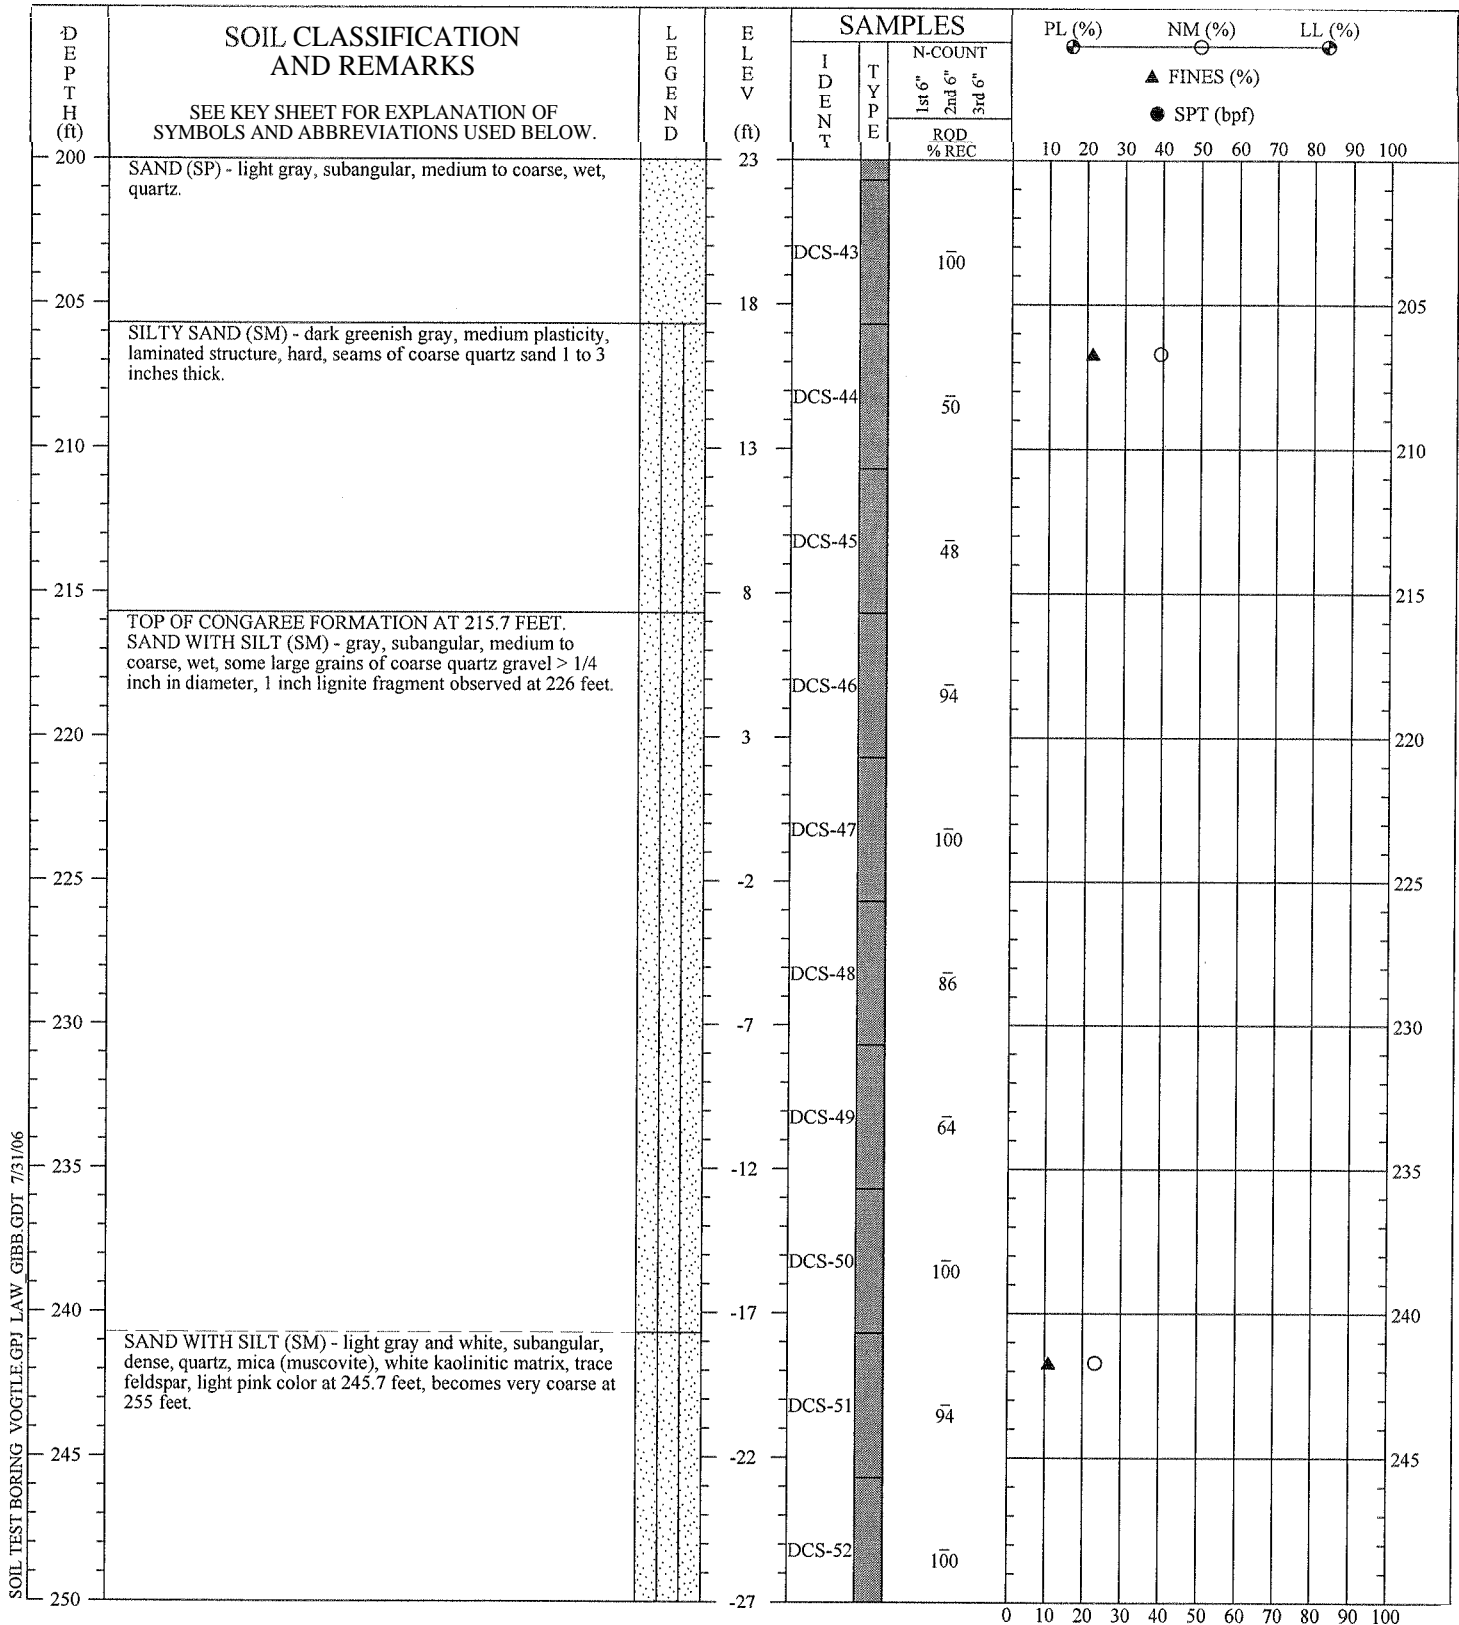 DEPTH (ft)
SOIL CLASSIFICATION
AND REMARKS
SEE KEY SHEET FOR EXPLANATION OF
SYMBOLS AND ABBREVIATIONS USED BELOW.
LEGEND
ELEV (ft)
SAMPLES
IDENT
TYPE
N-COUNT
1st 6"
2nd 6"
3rd 6"
RQD
% REC
PL (%) NM (%) LL (%)
▲ FINES (%)
● SPT (bpf)
10 20 30 40 50 60 70 80 90 100
200
SAND (SP) - light gray, subangular, medium to coarse, wet,
quartz.
23
DCS-43
100
205
18
205
SILTY SAND (SM) - dark greenish gray, medium plasticity,
laminated structure, hard, seams of coarse quartz sand 1 to 3
inches thick.
DCS-44
50
210
13
210
DCS-45
48
215
8
215
TOP OF CONGAREE FORMATION AT 215.7 FEET.
SAND WITH SILT (SM) - gray, subangular, medium to
coarse, wet, some large grains of coarse quartz gravel > 1/4
inch in diameter, 1 inch lignite fragment observed at 226 feet.
DCS-46
94
220
3
220
DCS-47
100
225
-2
225
DCS-48
86
230
-7
230
DCS-49
64
235
-12
235
DCS-50
100
240
-17
240
SAND WITH SILT (SM) - light gray and white, subangular,
dense, quartz, mica (muscovite), white kaolinitic matrix, trace
feldspar, light pink color at 245.7 feet, becomes very coarse at
255 feet.
DCS-51
94
245
-22
245
DCS-52
100
250
-27
0 10 20 30 40 50 60 70 80 90 100
SOIL TEST BORING VOGTLE.GPJ LAW_GIBB.GDT 7/31/06